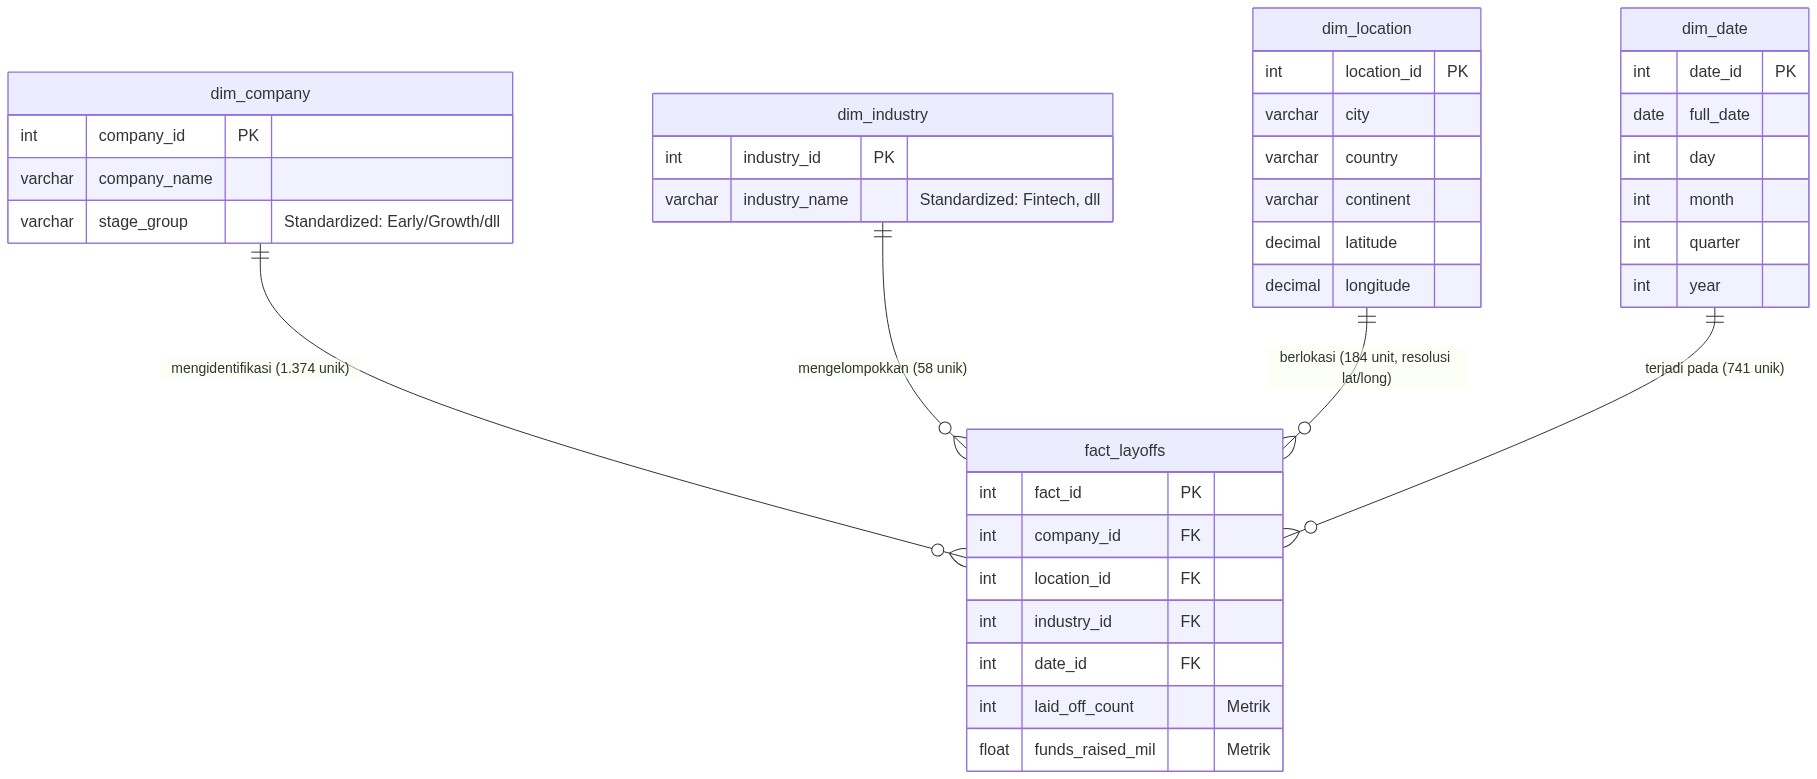 dim_company
int company_id PK
varchar company_name
varchar stage_group Standardized: Early/Growth/dll
dim_industry
int industry_id PK
varchar industry_name Standardized: Fintech, dll
dim_location
int location_id PK
varchar city
varchar country
varchar continent
decimal latitude
decimal longitude
dim_date
int date_id PK
date full_date
int day
int month
int quarter
int year
mengidentifikasi (1.374 unik)
mengelompokkan (58 unik)
berlokasi (184 unit, resolusi
lat/long)
terjadi pada (741 unik)
fact_layoffs
int fact_id PK
int company_id FK
int location_id FK
int industry_id FK
int date_id FK
int laid_off_count Metrik
float funds_raised_mil Metrik